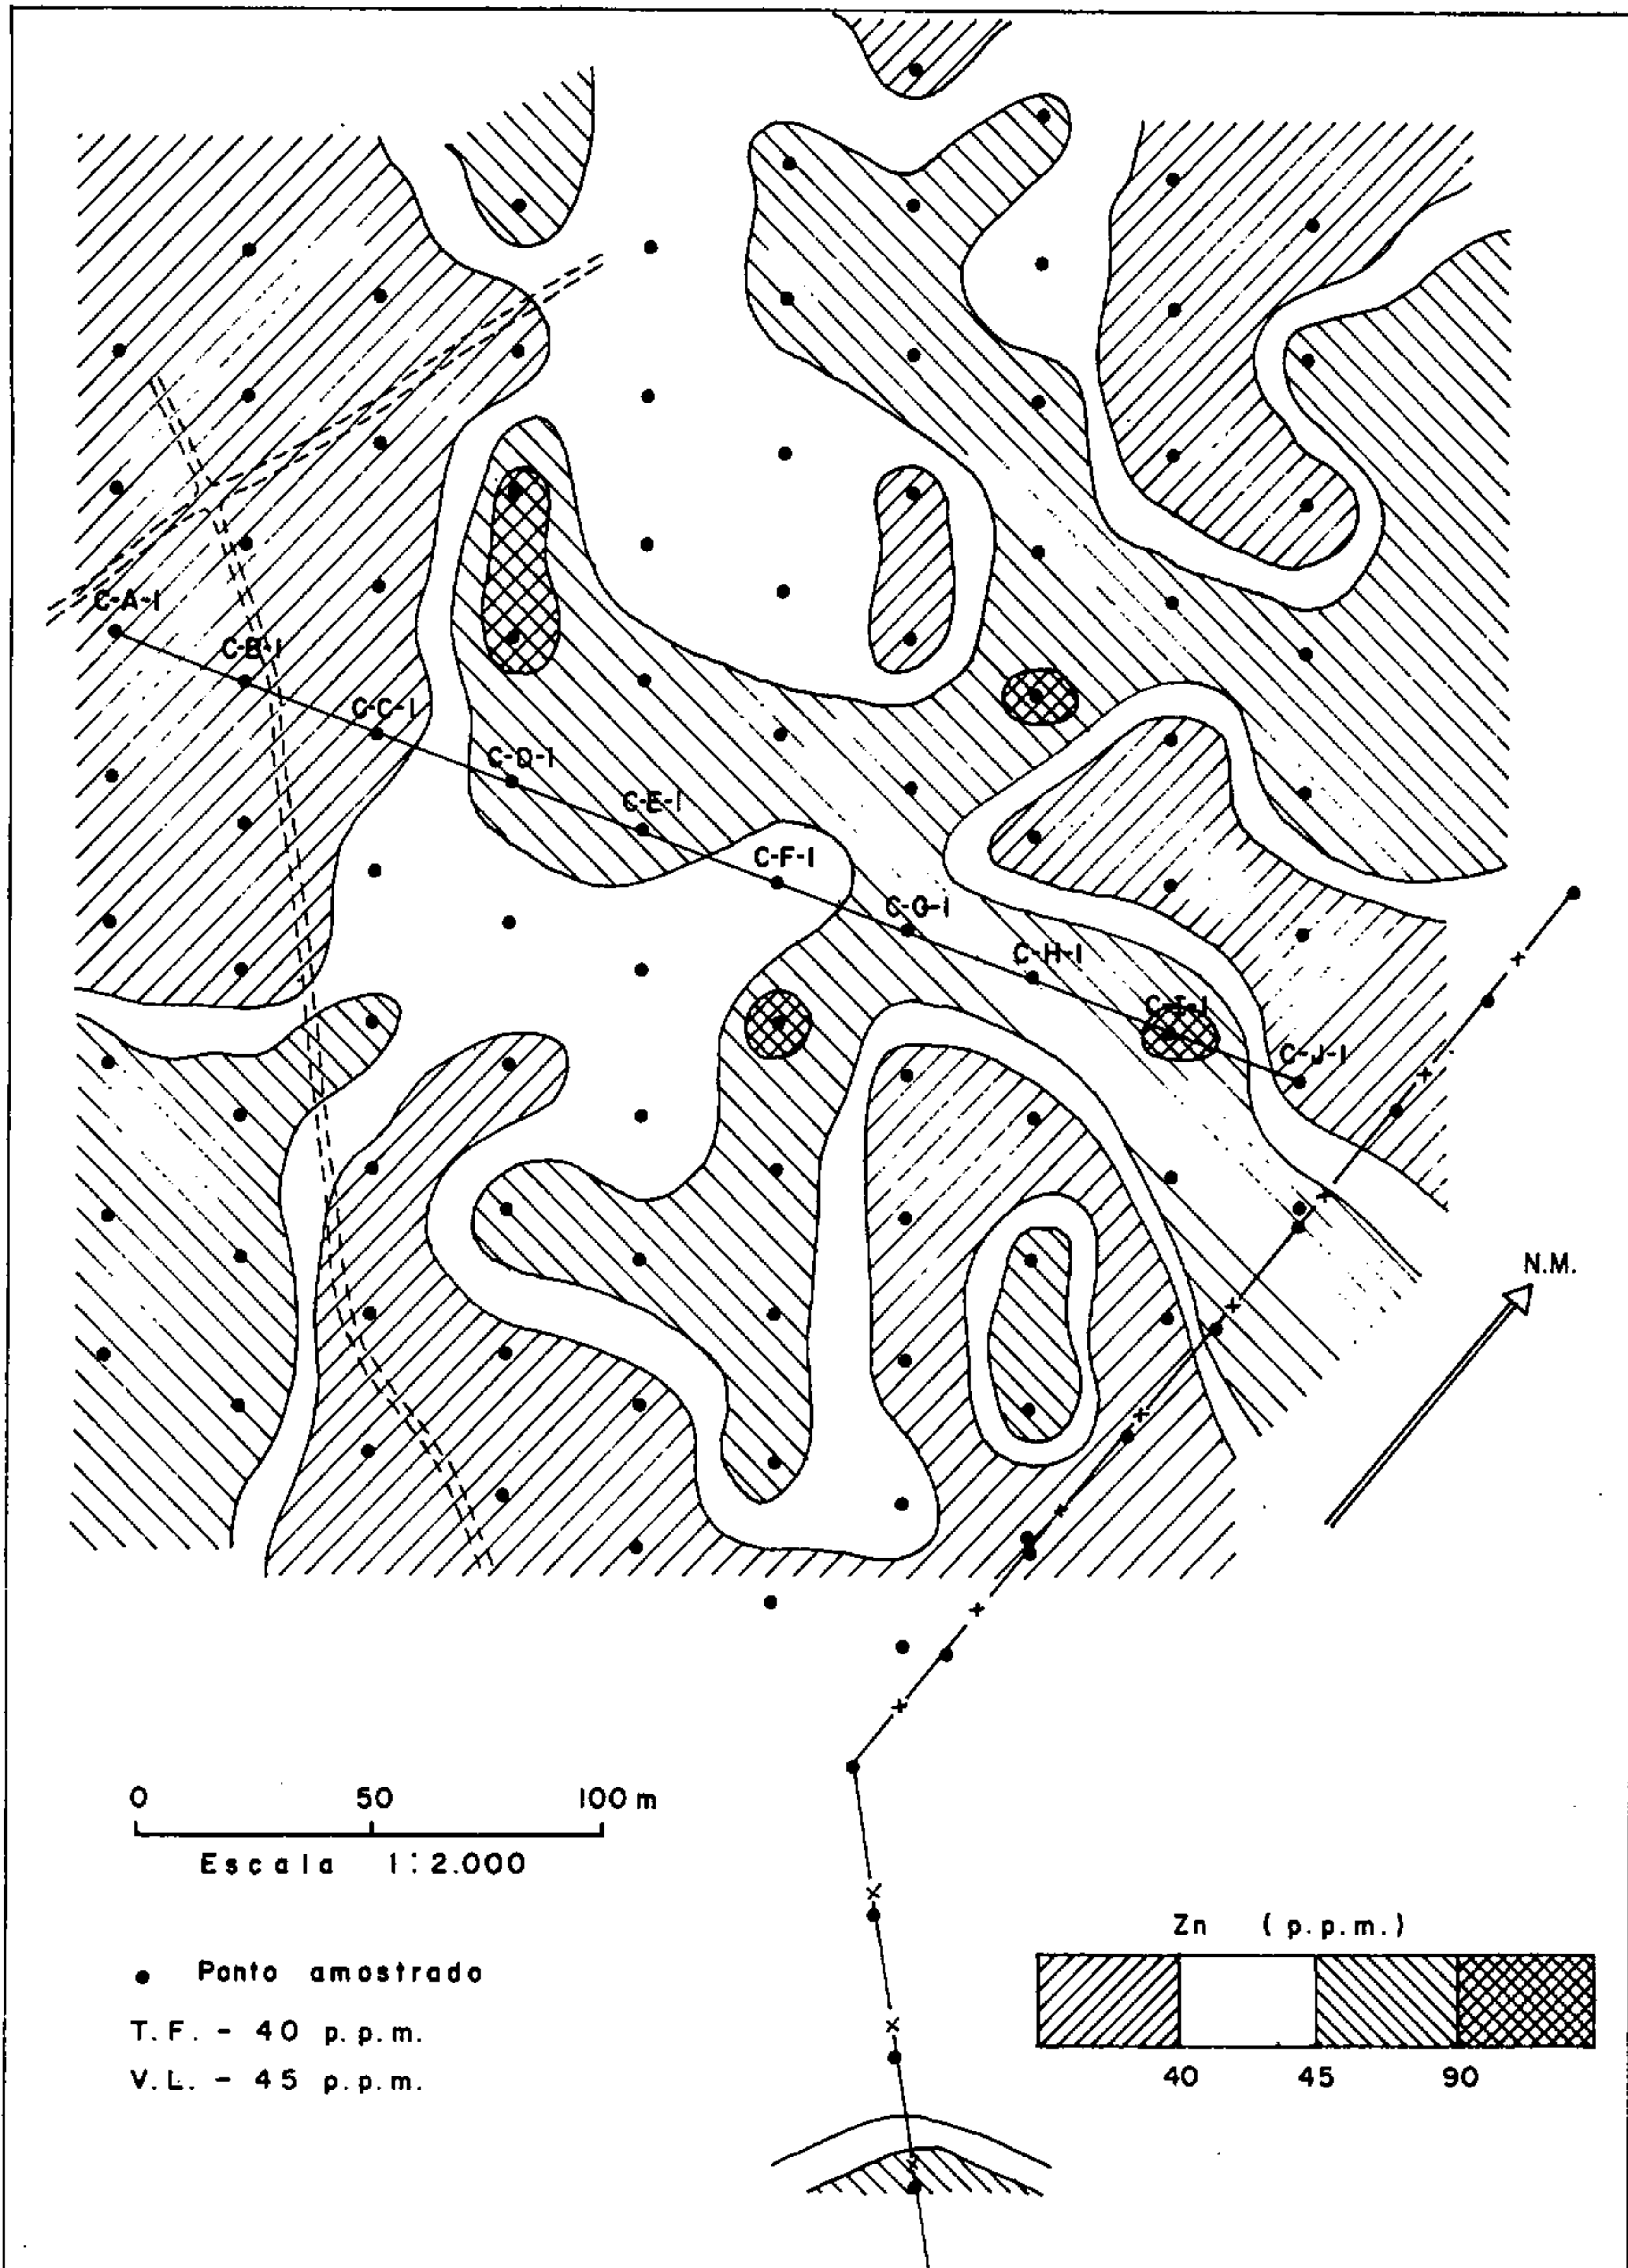 C-A-1
C-B-1
C-C-1
C-D-1
C-E-1
C-F-1
C-G-1
C-H-1
C-I-1
C-J-1
N.M.
0 50 100 m
Escala 1:2.000
Ponto amostrado
T.F. - 40 p.p.m.
V.L. - 45 p.p.m.
Zn (p.p.m.)
40 45 90